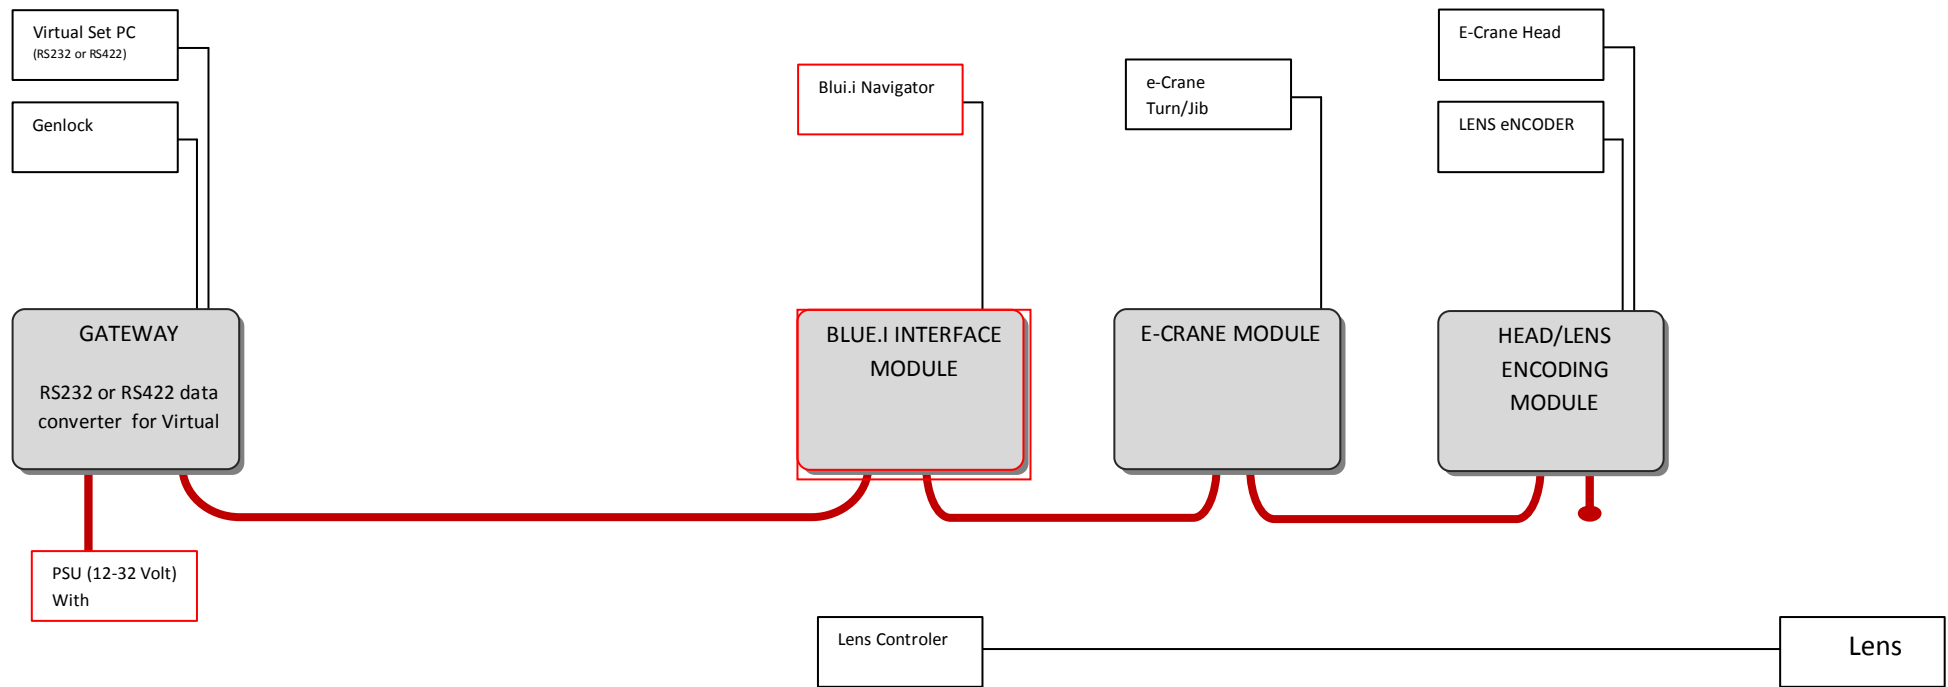 Virtual Set PC
(RS232 or RS422)
Genlock
Blui.i Navigator
e-Crane
Turn/Jib
E-Crane Head
LENS eNCODER
GATEWAY
RS232 or RS422 data
converter for Virtual
BLUE.I INTERFACE
MODULE
E-CRANE MODULE
HEAD/LENS
ENCODING
MODULE
PSU (12-32 Volt)
With
Lens Controler
Lens